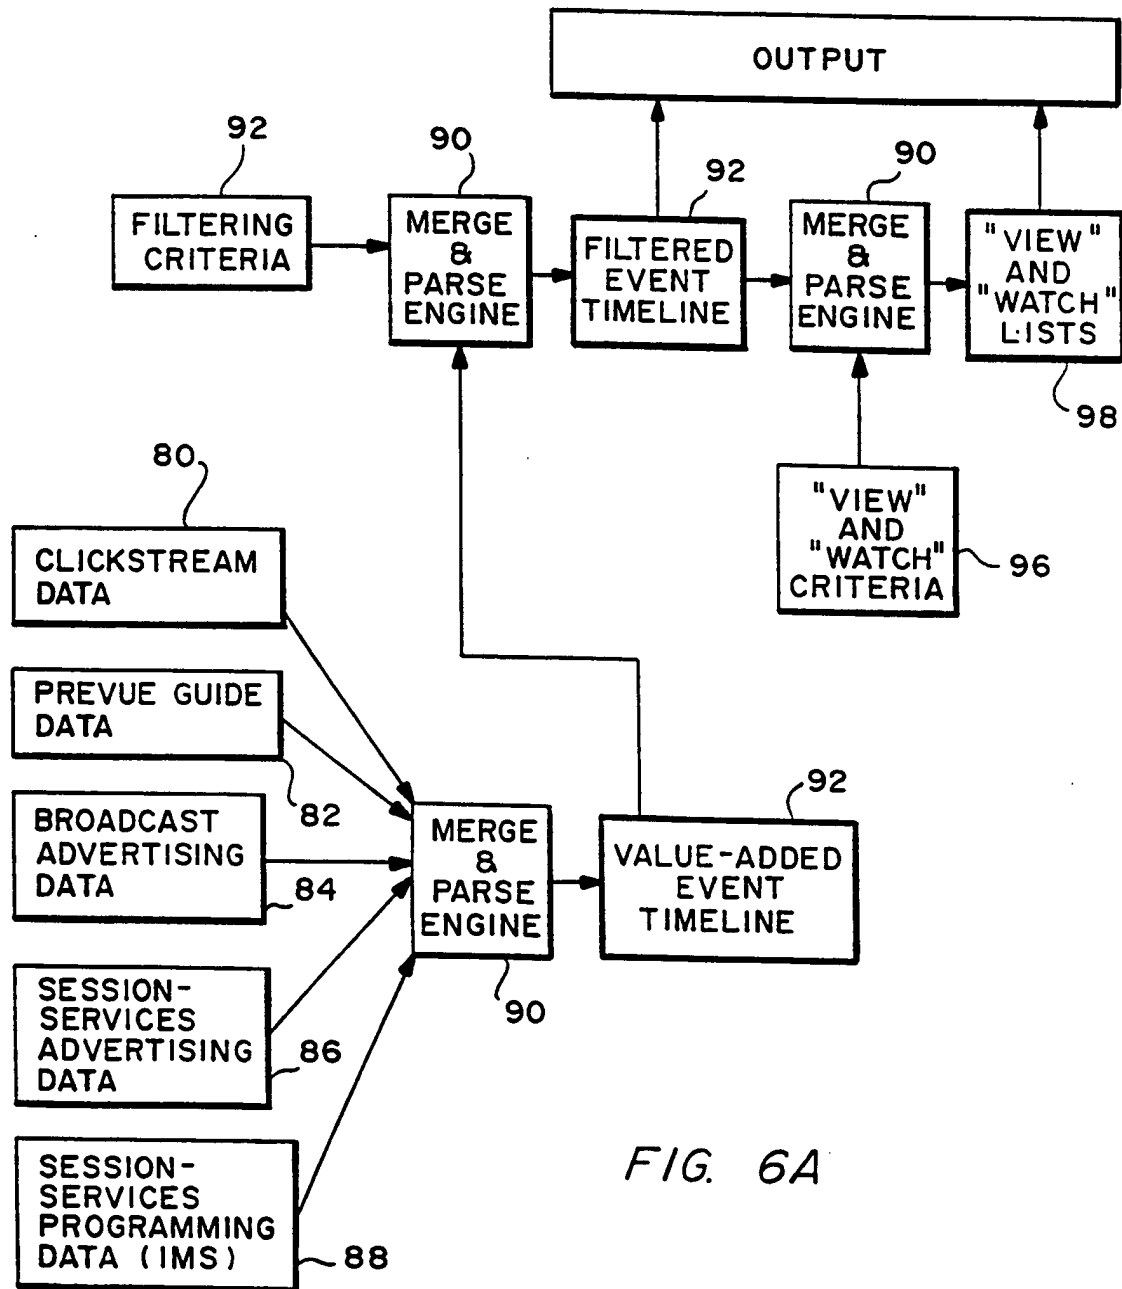 OUTPUT
92
FILTERING
CRITERIA
90
MERGE
&
PARSE
ENGINE
92
FILTERED
EVENT
TIMELINE
90
MERGE
&
PARSE
ENGINE
"VIEW"
AND
"WATCH"
L·ISTS
98
"VIEW"
AND
"WATCH"
CRITERIA
96
80
CLICKSTREAM
DATA
PREVUE GUIDE
DATA
82
BROADCAST
ADVERTISING
DATA
84
SESSION-
SERVICES
ADVERTISING
DATA
86
SESSION-
SERVICES
PROGRAMMING
DATA (IMS)
88
MERGE
&
PARSE
ENGINE
90
92
VALUE-ADDED
EVENT
TIMELINE
FIG. 6A